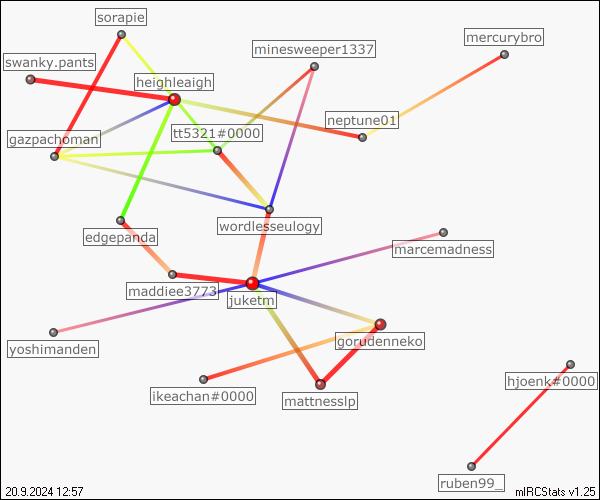 sorapie
mercurybro
minesweeper1337
swanky.pants
heighleaigh
neptune01
tt5321#0000
gazpachoman
wordlesseulogy
edgepanda
marcemadness
maddiee3773
juketm
gorudenneko
yoshimanden
hjoenk#0000
ikeachan#0000
mattnesslp
ruben99_
20.9.2024 12:57
mIRCStats v1.25